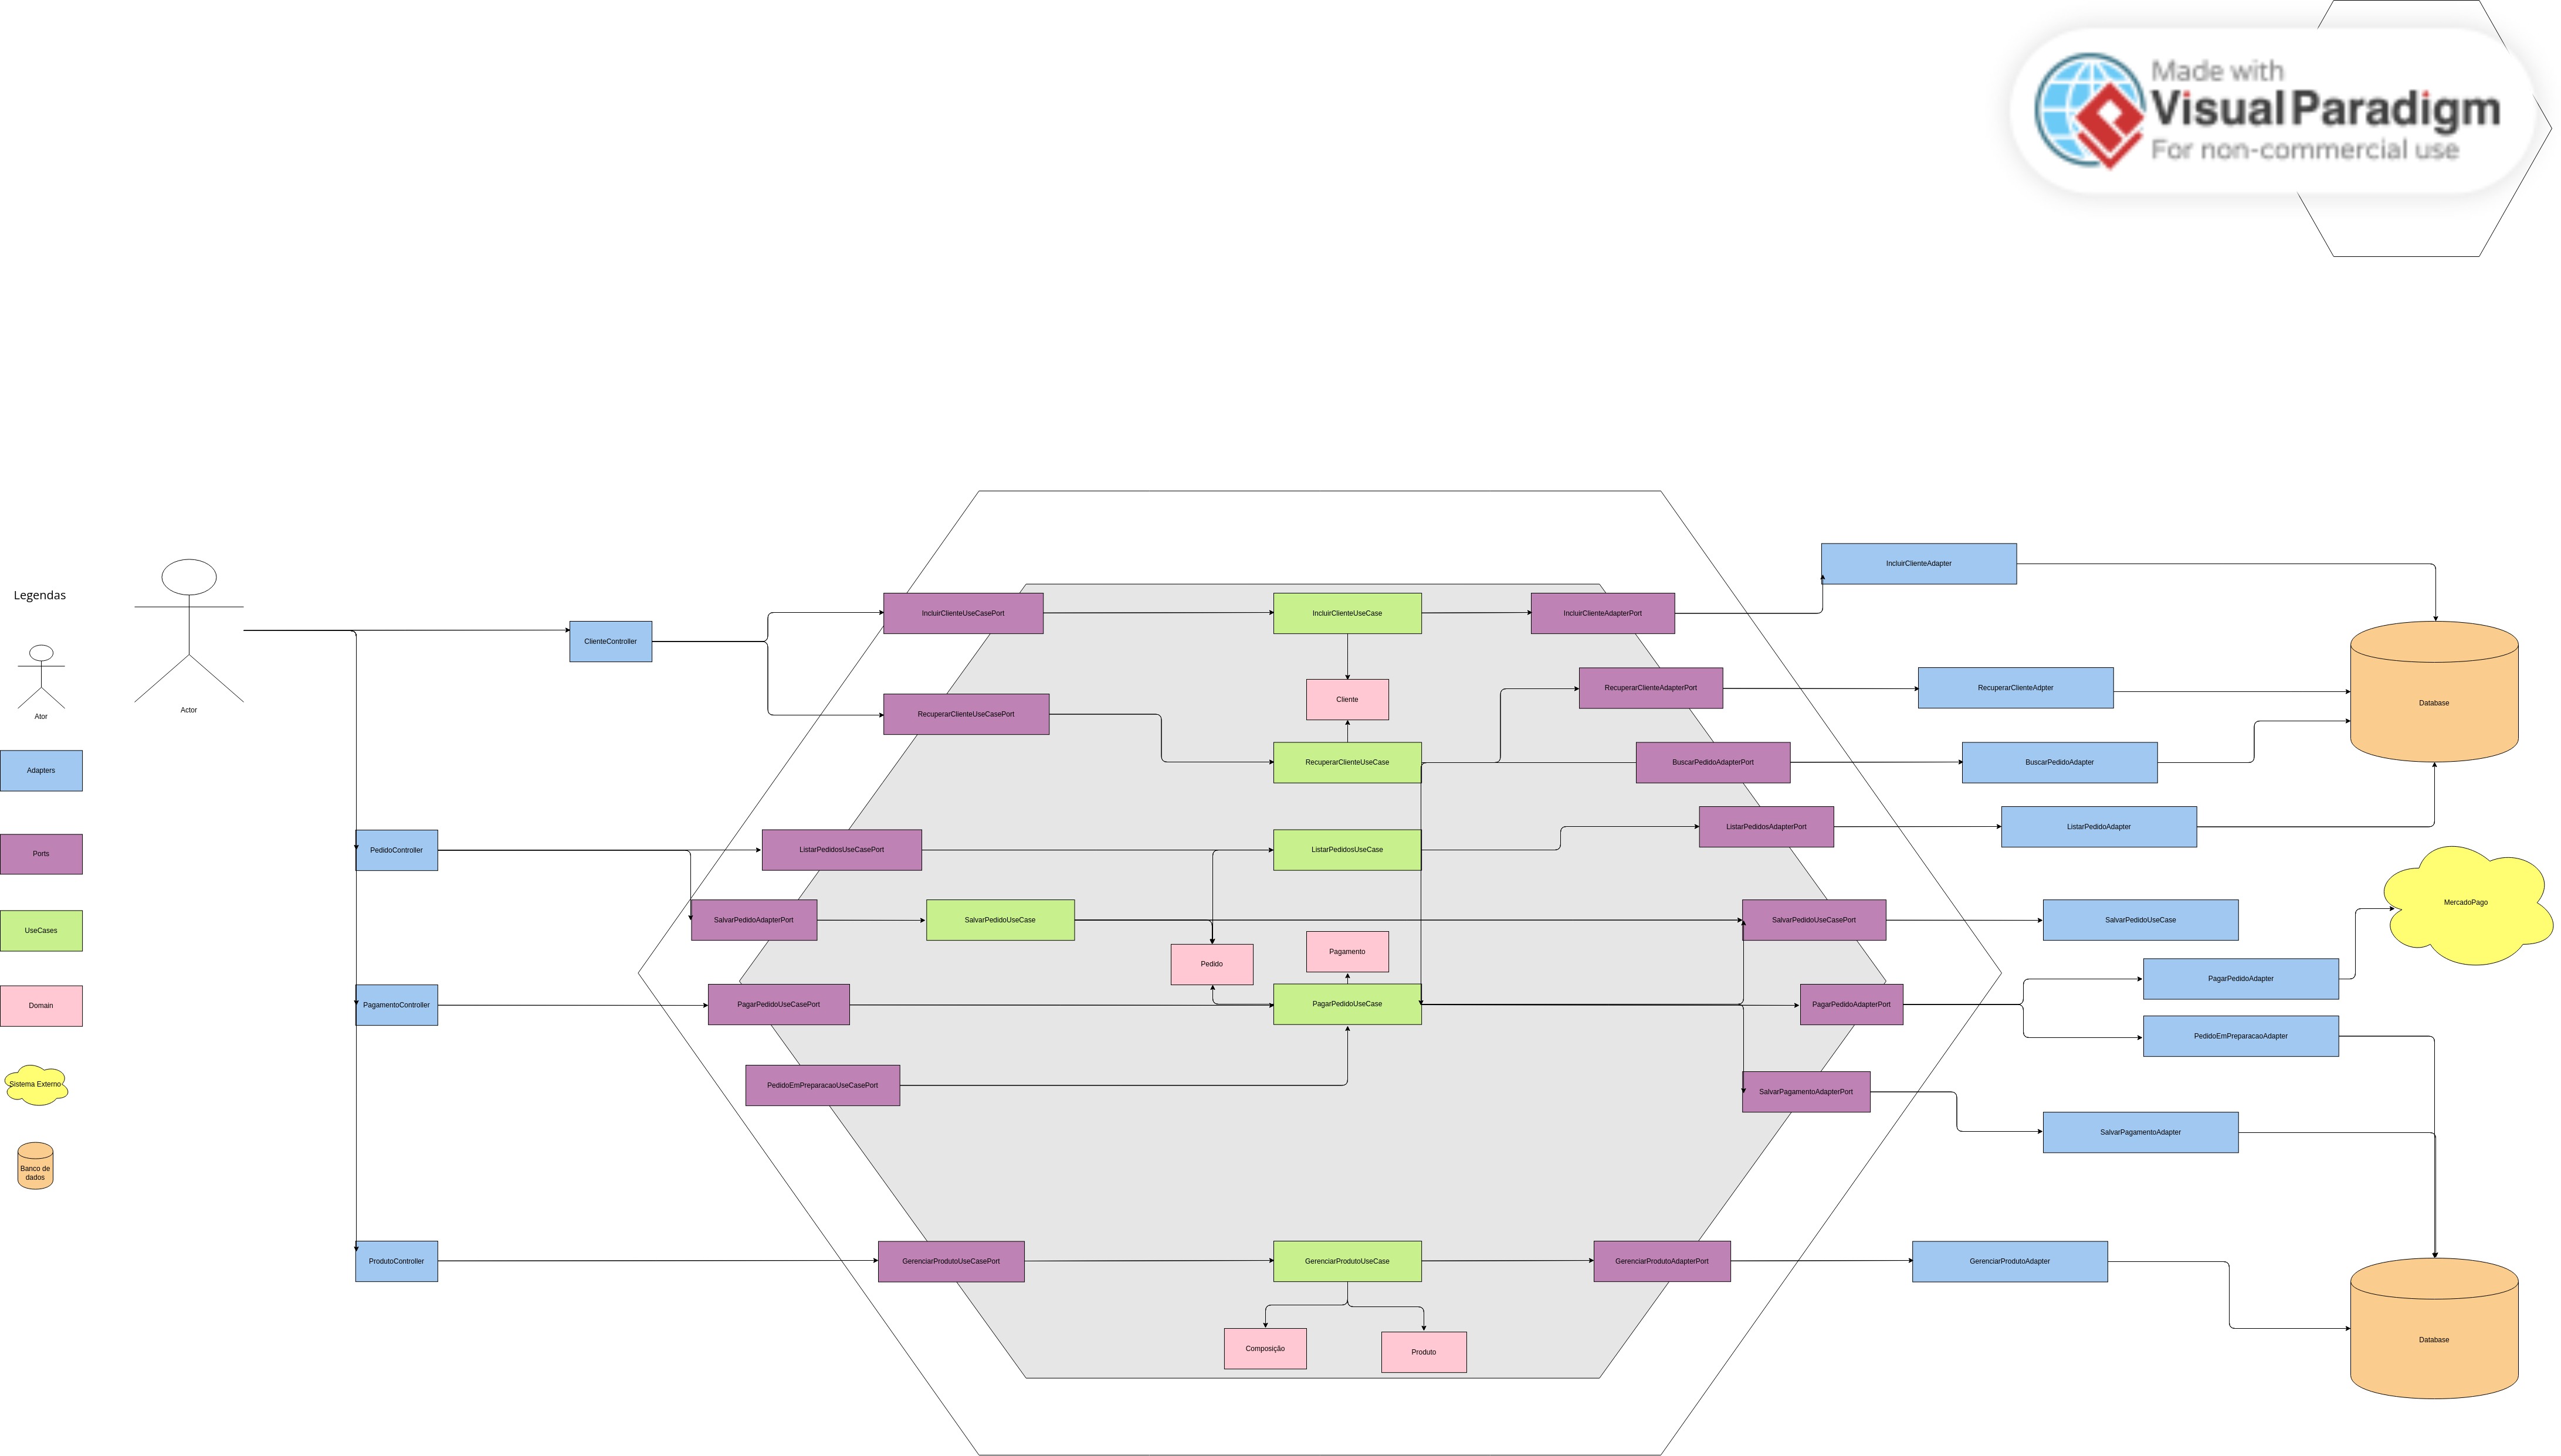 Made with
Visual Paradigm
For non-commercial use
Legendas
Ator
Adapters
Ports
UseCases
Domain
Sistema Externo
Banco de
dados
Actor
ClienteController
PedidoController
PagamentoController
ProdutoController
IncluirClienteUseCasePort
IncluirClienteUseCase
IncluirClienteAdapterPort
IncluirClienteAdapter
RecuperarClienteUseCasePort
Cliente
RecuperarClienteUseCase
RecuperarClienteAdapterPort
RecuperarClienteAdpter
Database
BuscarPedidoAdapterPort
BuscarPedidoAdapter
ListarPedidosUseCasePort
ListarPedidosUseCase
ListarPedidosAdapterPort
ListarPedidoAdapter
SalvarPedidoAdapterPort
SalvarPedidoUseCase
SalvarPedidoUseCasePort
SalvarPedidoUseCase
MercadoPago
Pedido
Pagamento
PagarPedidoUseCasePort
PagarPedidoUseCase
PagarPedidoAdapterPort
PagarPedidoAdapter
PedidoEmPreparacaoAdapter
PedidoEmPreparacaoUseCasePort
SalvarPagamentoAdapterPort
SalvarPagamentoAdapter
GerenciarProdutoUseCasePort
GerenciarProdutoUseCase
GerenciarProdutoAdapterPort
GerenciarProdutoAdapter
Composição
Produto
Database